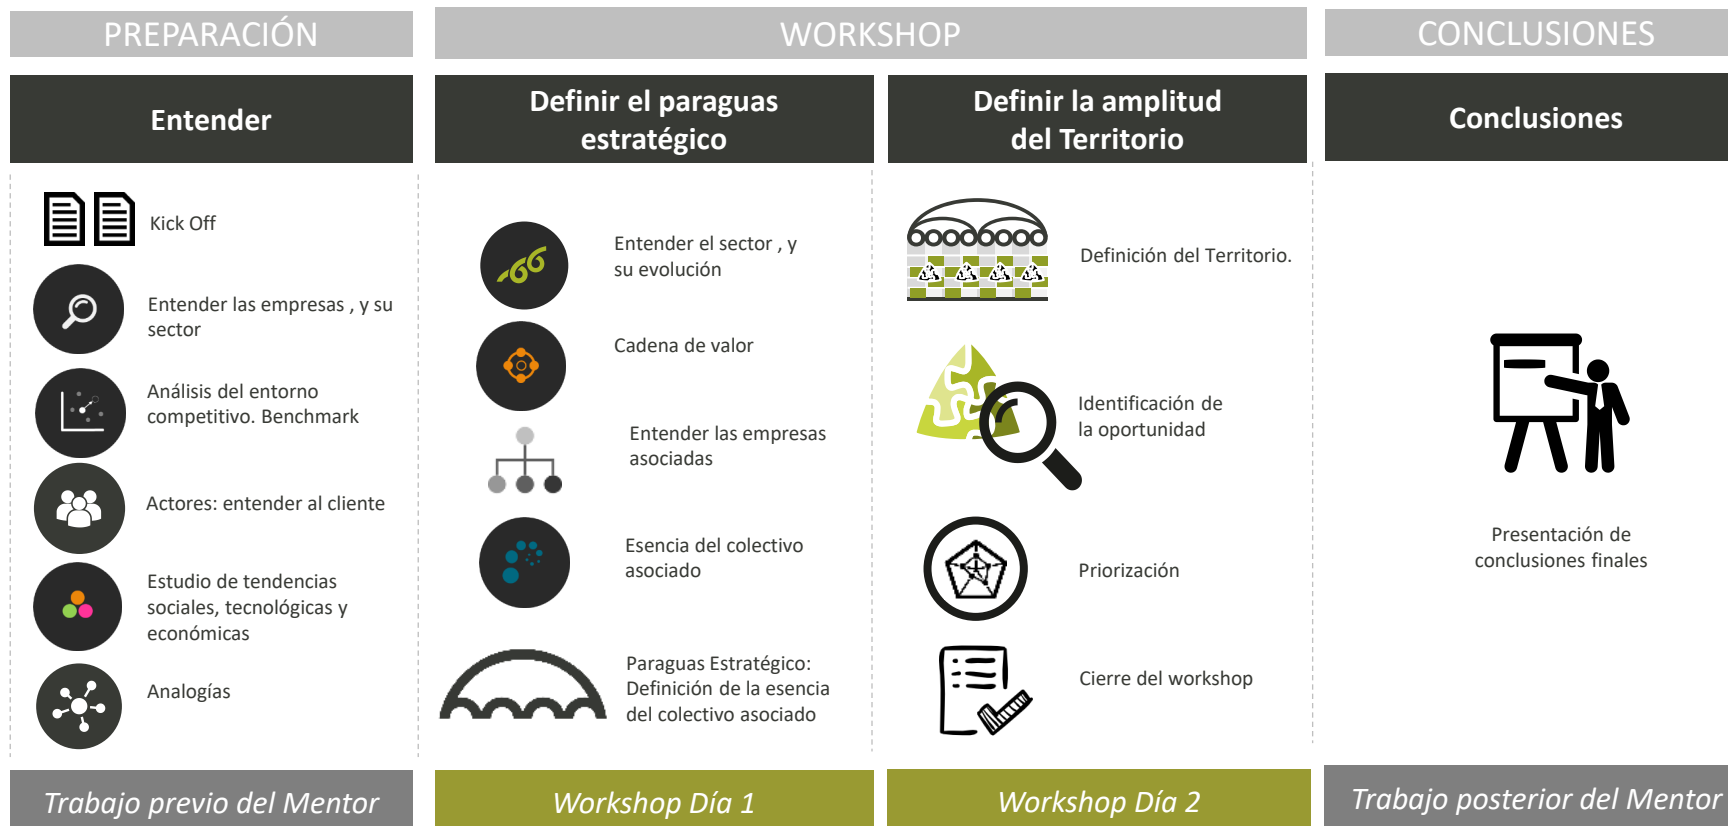 PREPARACIÓN
WORKSHOP
CONCLUSIONES
Entender
Definir el paraguas
estratégico
Definir la amplitud
del Territorio
Conclusiones
Kick Off
Entender las empresas , y su
sector
Análisis del entorno
competitivo. Benchmark
Actores: entender al cliente
Estudio de tendencias
sociales, tecnológicas y
económicas
Analogías
Entender el sector , y
su evolución
Cadena de valor
Entender las empresas
asociadas
Esencia del colectivo
asociado
Paraguas Estratégico:
Definición de la esencia
del colectivo asociado
Definición del Territorio.
Identificación de
la oportunidad
Priorización
Cierre del workshop
Presentación de
conclusiones finales
Trabajo previo del Mentor
Workshop Día 1
Workshop Día 2
Trabajo posterior del Mentor